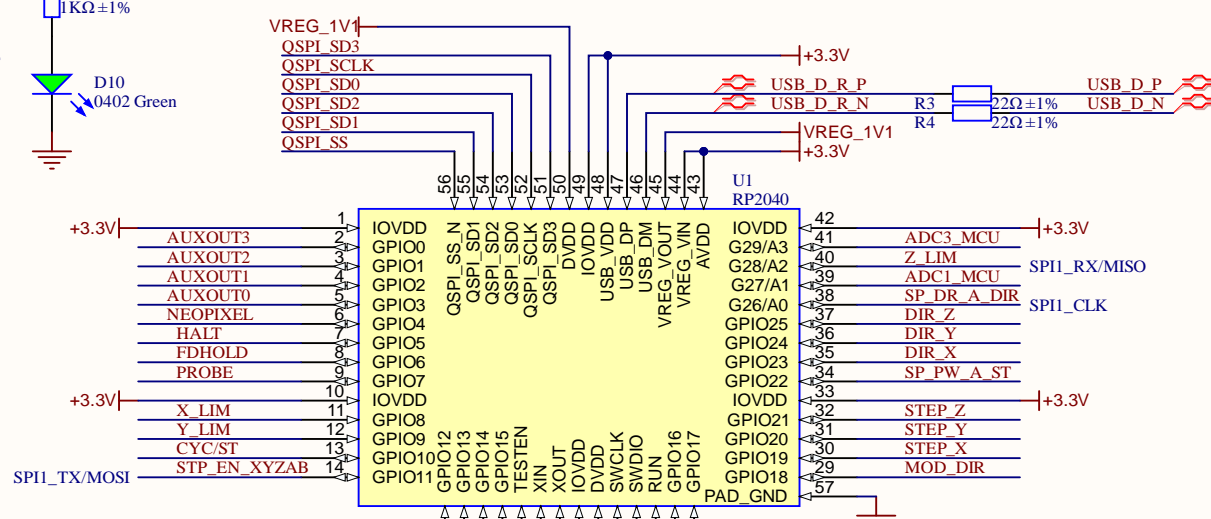 1KΩ ±1%
D10
0402 Green
VREG_1V1
QSPI_SD3
QSPI_SCLK
QSPI_SD0
QSPI_SD2
QSPI_SD1
QSPI_SS
+3.3V
USB_D_R_P
USB_D_P
USB_D_R_N
R3
22Ω ±1%
USB_D_N
R4
22Ω ±1%
VREG_1V1
+3.3V
56 55 54 53 52 51 50 49 48 47 46 45 44 43
U1
RP2040
QSPI_SS_N
QSPI_SD1
QSPI_SD2
QSPI_SD0
QSPI_SCLK
QSPI_SD3
DVDD
IOVDD
USB_VDD
USB_DP
USB_DM
VREG_VOUT
VREG_VIN
AVDD
+3.3V 1 IOVDD
AUXOUT3 2 GPIO0
AUXOUT2 3 GPIO1
AUXOUT1 4 GPIO2
AUXOUT0 5 GPIO3
NEOPIXEL 6 GPIO4
HALT 7 GPIO5
FDHOLD 8 GPIO6
PROBE 9 GPIO7
+3.3V 10 IOVDD
X_LIM 11 GPIO8
Y_LIM 12 GPIO9
CYC/ST 13 GPIO10
SPI1_TX/MOSI STP_EN_XYZAB 14 GPIO11
IOVDD 42 +3.3V
G29/A3 41 ADC3_MCU
G28/A2 40 Z_LIM SPI1_RX/MISO
G27/A1 39 ADC1_MCU
G26/A0 38 SP_DR_A_DIR SPI1_CLK
GPIO25 37 DIR_Z
GPIO24 36 DIR_Y
GPIO23 35 DIR_X
GPIO22 34 SP_PW_A_ST
IOVDD 33 +3.3V
GPIO21 32 STEP_Z
GPIO20 31 STEP_Y
GPIO19 30 STEP_X
GPIO18 29 MOD_DIR
PAD_GND 57
GPIO12
GPIO13
GPIO14
GPIO15
TESTEN
XIN
XOUT
IOVDD
DVDD
SWCLK
SWDIO
RUN
GPIO16
GPIO17